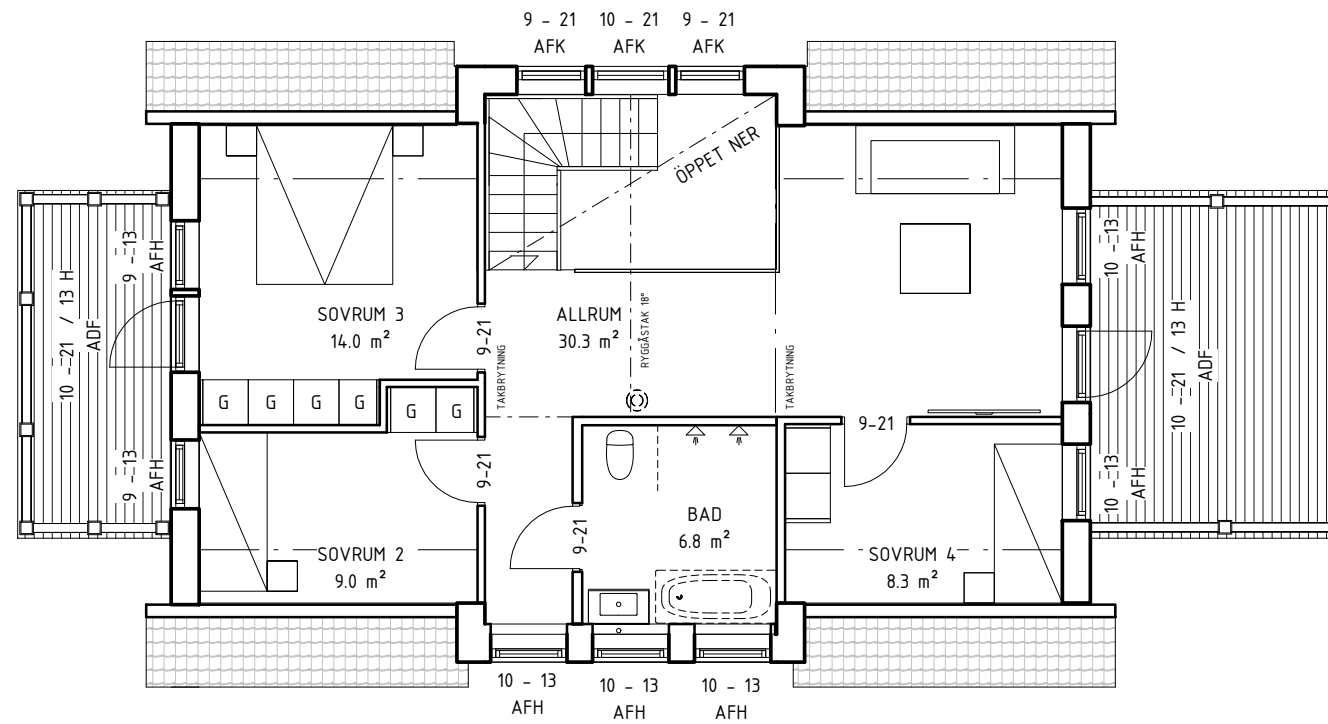 9 - 21 10 - 21 9 - 21
AFK AFK AFK
ÖPPET NER
10 - 21 / 13 H
ADF
9 - 13
AFH
SOVRUM 3
14.0 m²
9-21
TAKBRYTNING
ALLRUM
30.3 m²
RYGGÅSTAK 18°
TAKBRYTNING
10 - 13
AFH
10 - 21 / 13 H
ADF
G G G G G G
9-21
9 - 13
AFH
9-21
9-21
10 - 13
AFH
SOVRUM 2
9.0 m²
BAD
6.8 m²
SOVRUM 4
8.3 m²
10 - 13 10 - 13 10 - 13
AFH AFH AFH